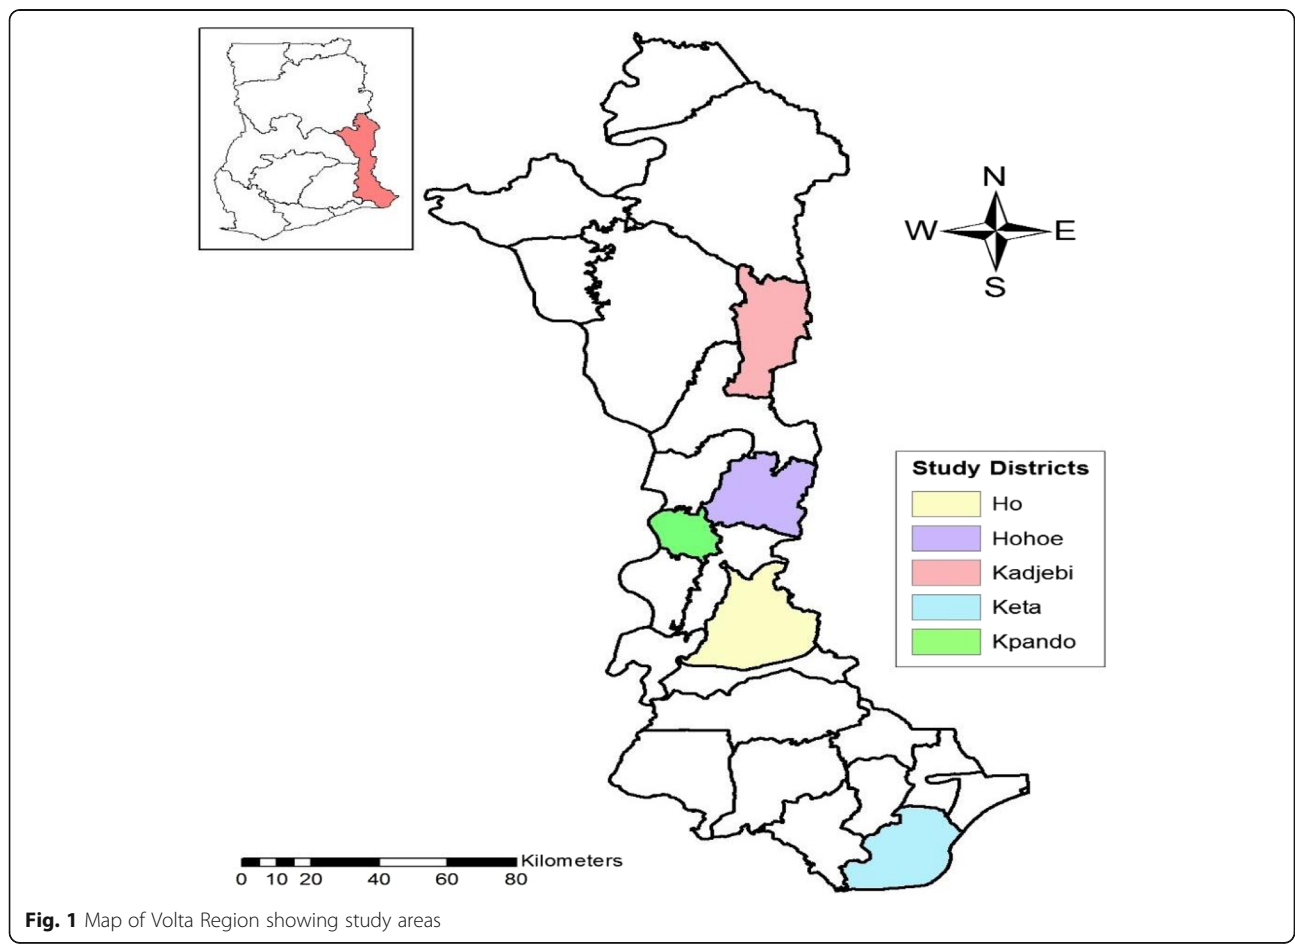 N
W E
S
Study Districts
Ho
Hohoe
Kadjebi
Keta
Kpando
Kilometers
0 10 20 40 60 80
Fig. 1 Map of Volta Region showing study areas